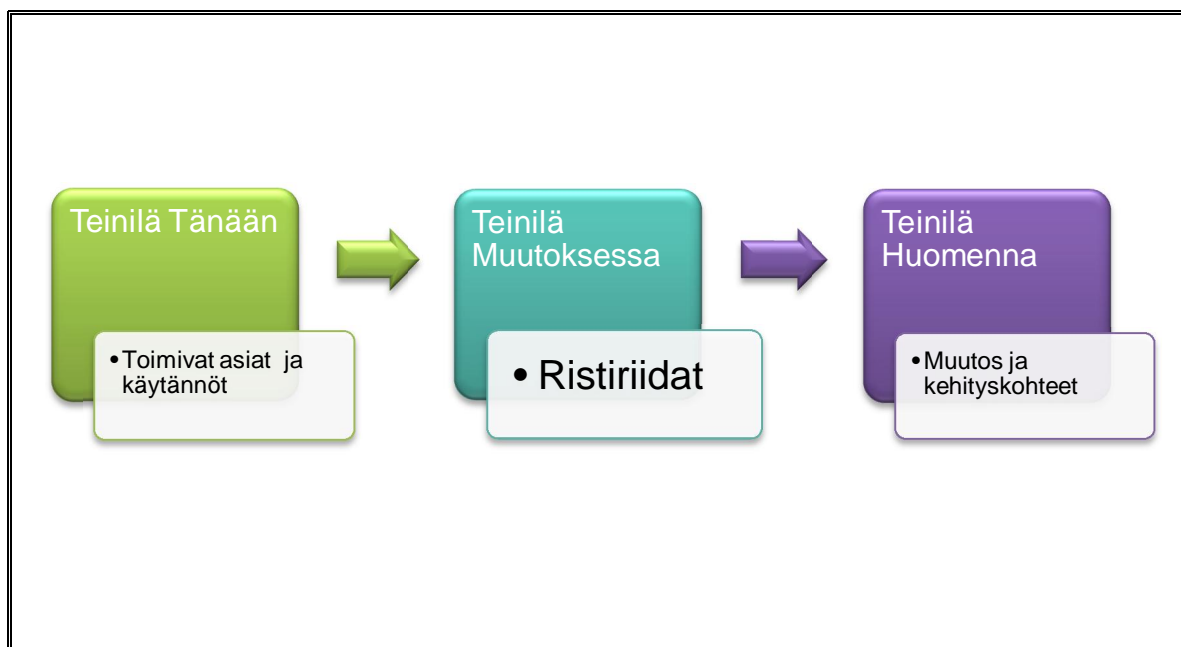 Teinilä Tänään
• Toimivat asiat ja
käytännöt
Teinilä
Muutoksessa
• Ristiriidat
Teinilä
Huomenna
• Muutos ja
kehityskohteet